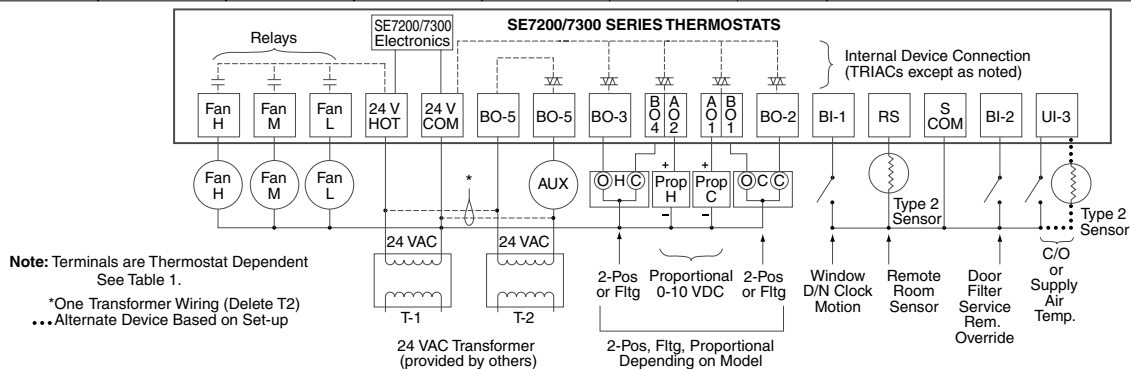 SE7200/7300 SERIES THERMOSTATS
SE7200/7300
Electronics
Relays
Internal Device Connection
(TRIACs except as noted)
Fan
H
Fan
M
Fan
L
24 V
HOT
24 V
COM
BO-5
BO-5
BO-3
BO4
AO2
AO1
BO1
BO-2
BI-1
RS
S
COM
BI-2
UI-3
Fan
H
Fan
M
Fan
L
*
AUX
O H C
+
Prop
H
–
+
Prop
C
–
O C C
Type 2
Sensor
Type 2
Sensor
24 VAC
24 VAC
T-1
T-2
24 VAC Transformer
(provided by others)
2-Pos
or Fltg
Proportional
0-10 VDC
2-Pos
or Fltg
2-Pos, Fltg, Proportional
Depending on Model
Window
D/N Clock
Motion
Remote
Room
Sensor
Door
Filter
Service
Rem.
Override
C/O
or
Supply
Air
Temp.
Note: Terminals are Thermostat Dependent
See Table 1.
*One Transformer Wiring (Delete T2)
•••Alternate Device Based on Set-up